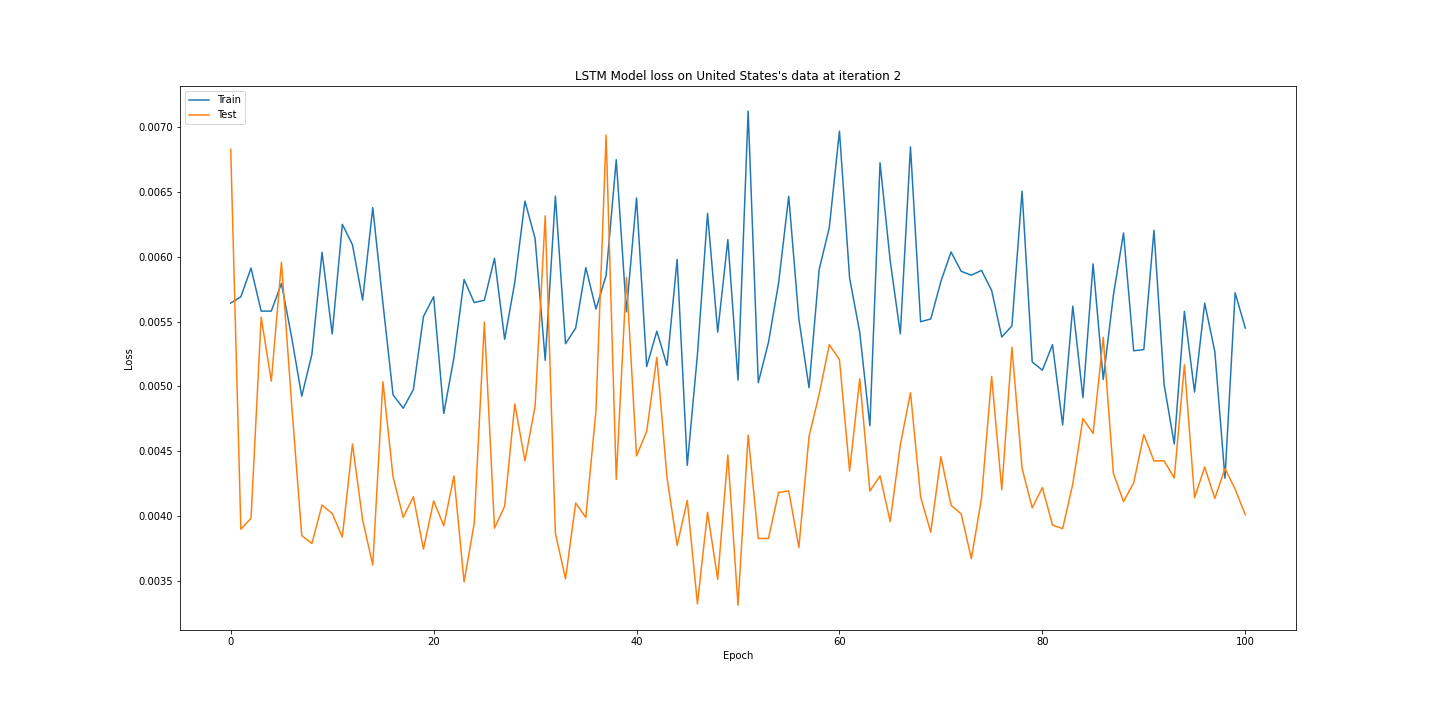 LSTM Model loss on United States's data at iteration 2
Train
Test
0.0070
0.0065
0.0060
0.0055
0.0050
0.0045
0.0040
0.0035
Loss
0 20 40 60 80 100
Epoch